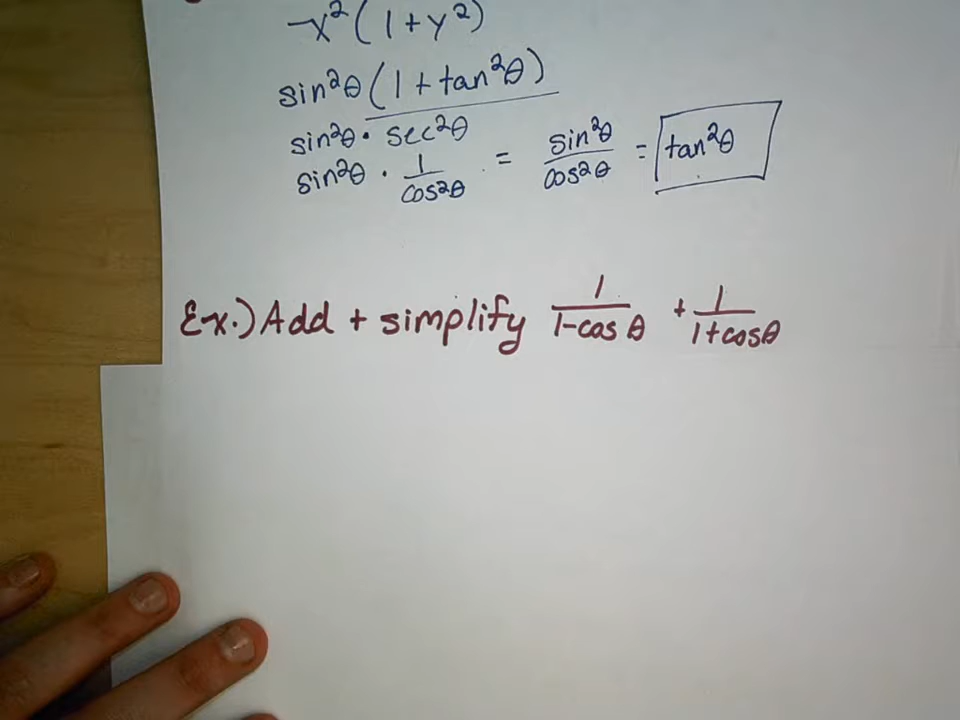 -x²(1+y²)
sin²θ(1+tan²θ)
sin²θ • sec²θ
sin²θ • 1/cos²θ = sin²θ/cos²θ = tan²θ
Ex.) Add + simplify 1/1-cos θ + 1/1+cosθ